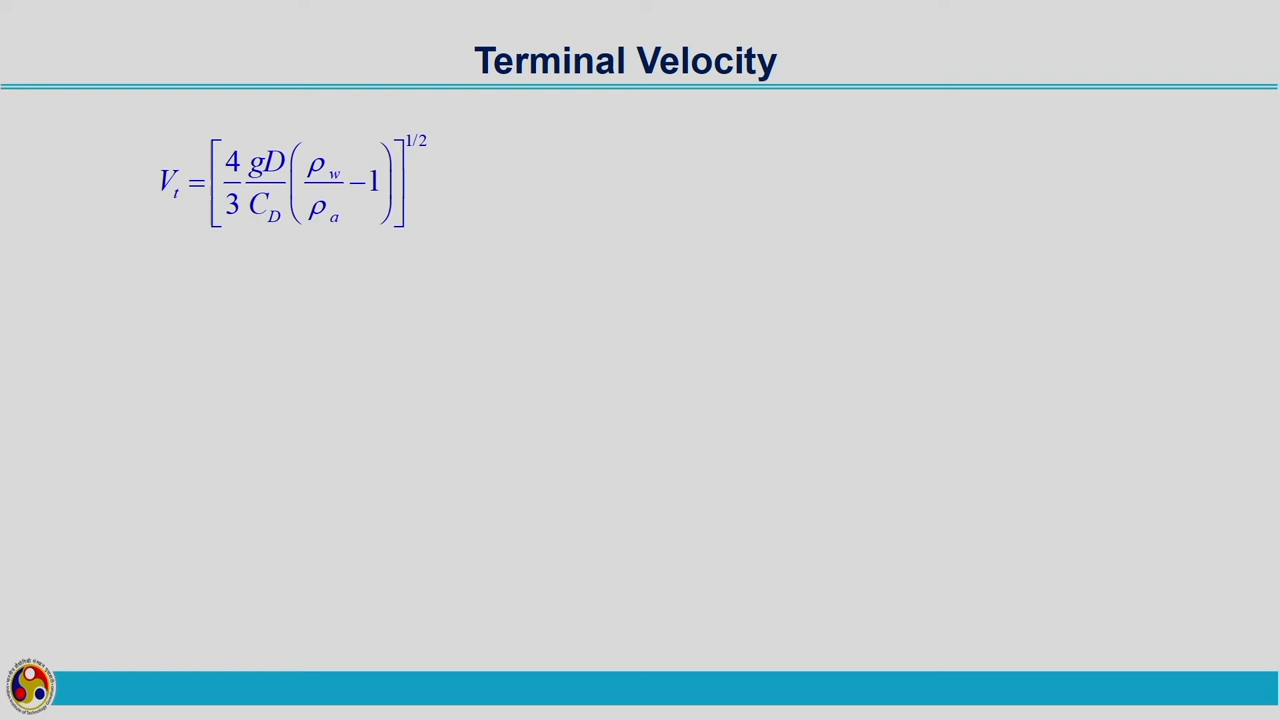 Terminal Velocity
V_t = [ 4/3 gD/C_D ( ρ_w/ρ_a − 1 ) ]^{1/2}